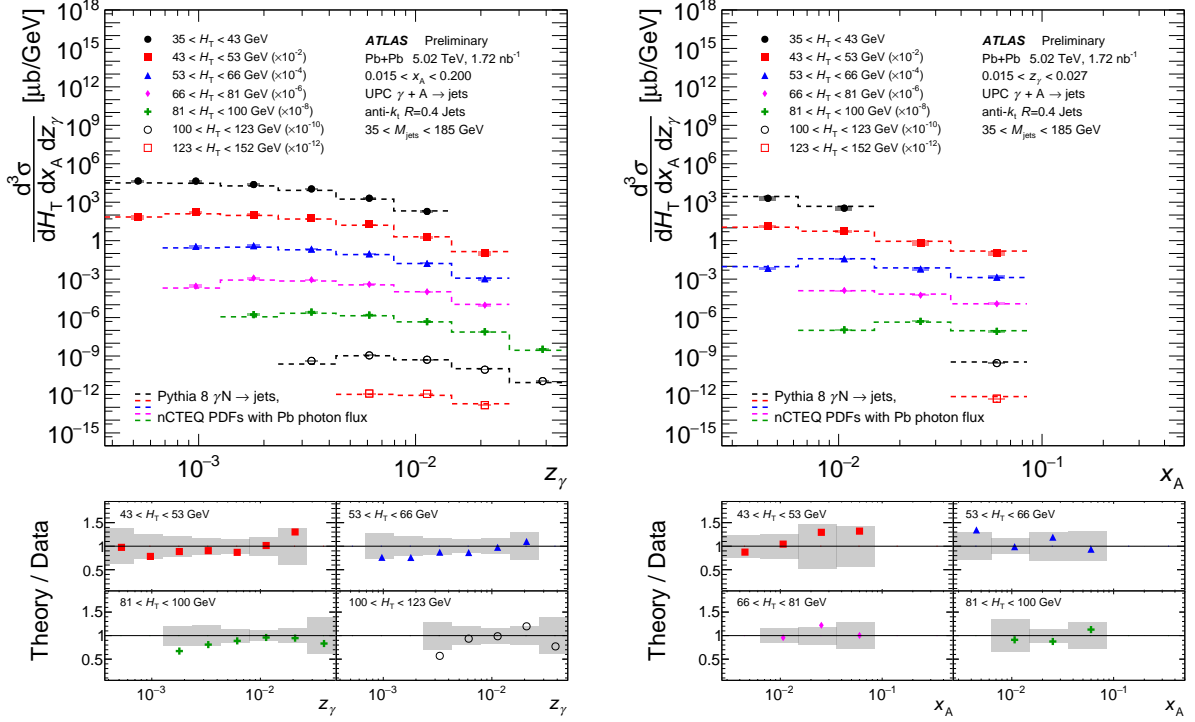 10^18
10^15
10^12
10^9
10^6
10^3
1
10^−3
10^−6
10^−9
10^−12
10^−15
d^3σ / dH_T dx_A dz_γ [μb/GeV]
35 < H_T < 43 GeV
43 < H_T < 53 GeV (×10^-2)
53 < H_T < 66 GeV (×10^-4)
66 < H_T < 81 GeV (×10^-6)
81 < H_T < 100 GeV (×10^-8)
100 < H_T < 123 GeV (×10^-10)
123 < H_T < 152 GeV (×10^-12)
ATLAS Preliminary
Pb+Pb 5.02 TeV, 1.72 nb^-1
0.015 < x_A < 0.200
UPC γ + A → jets
anti-k_t R=0.4 Jets
35 < M_jets < 185 GeV
Pythia 8 γN → jets,
nCTEQ PDFs with Pb photon flux
10^−3 10^−2
z_γ
10^18
10^15
10^12
10^9
10^6
10^3
1
10^−3
10^−6
10^−9
10^−12
10^−15
d^3σ / dH_T dx_A dz_γ [μb/GeV]
35 < H_T < 43 GeV
43 < H_T < 53 GeV (×10^-2)
53 < H_T < 66 GeV (×10^-4)
66 < H_T < 81 GeV (×10^-6)
81 < H_T < 100 GeV (×10^-8)
100 < H_T < 123 GeV (×10^-10)
123 < H_T < 152 GeV (×10^-12)
ATLAS Preliminary
Pb+Pb 5.02 TeV, 1.72 nb^-1
0.015 < z_γ < 0.027
UPC γ + A → jets
anti-k_t R=0.4 Jets
35 < M_jets < 185 GeV
Pythia 8 γN → jets,
nCTEQ PDFs with Pb photon flux
10^−2 10^−1
x_A
Theory / Data
1.5
1
0.5
43 < H_T < 53 GeV
53 < H_T < 66 GeV
1.5
1
0.5
81 < H_T < 100 GeV
100 < H_T < 123 GeV
10^−3 10^−2 10^−3 10^−2
z_γ z_γ
Theory / Data
1.5
1
0.5
43 < H_T < 53 GeV
53 < H_T < 66 GeV
1.5
1
0.5
66 < H_T < 81 GeV
81 < H_T < 100 GeV
10^−2 10^−1 10^−2 10^−1
x_A x_A